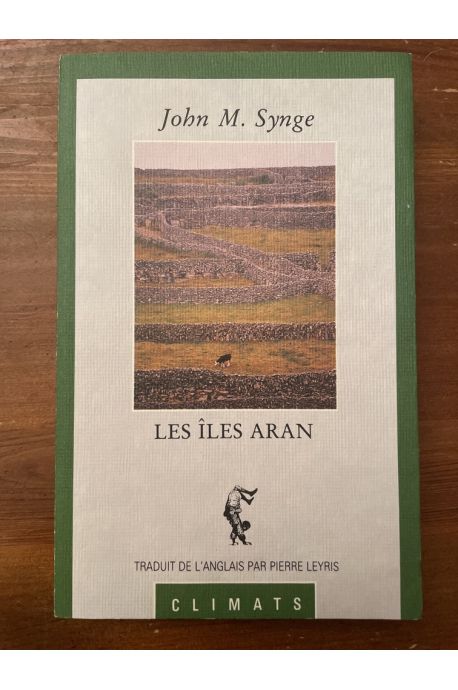 John M. Synge
LES ÎLES ARAN
TRADUIT DE L'ANGLAIS PAR PIERRE LEYRIS
CLIMATS